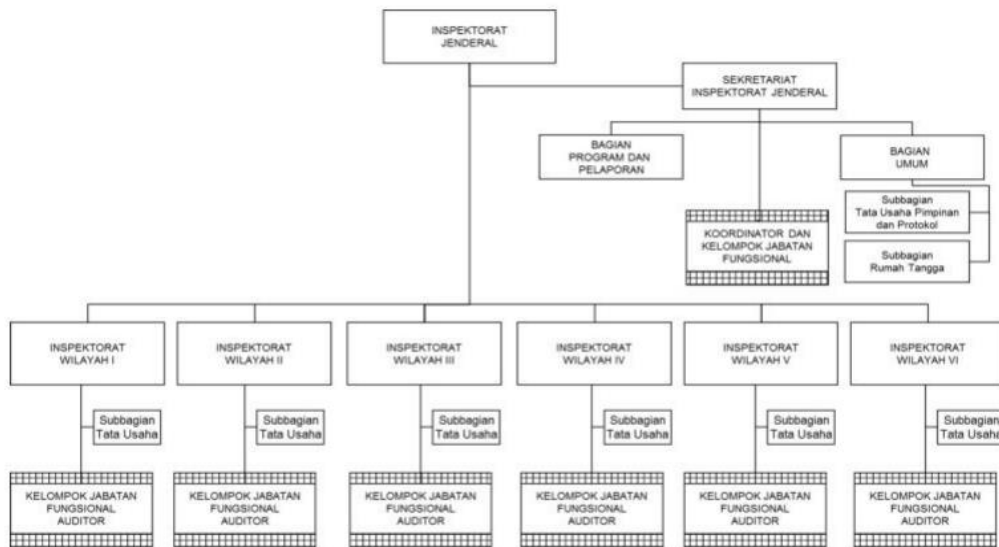 INSPEKTORAT
JENDERAL
SEKRETARIAT
INSPEKTORAT JENDERAL
BAGIAN
PROGRAM DAN
PELAPORAN
BAGIAN
UMUM
Subbagian
Tata Usaha Pimpinan
dan Protokol
KOORDINATOR DAN
KELOMPOK JABATAN
FUNGSIONAL
Subbagian
Rumah Tangga
INSPEKTORAT
WILAYAH I
INSPEKTORAT
WILAYAH II
INSPEKTORAT
WILAYAH III
INSPEKTORAT
WILAYAH IV
INSPEKTORAT
WILAYAH V
INSPEKTORAT
WILAYAH VI
Subbagian
Tata Usaha
Subbagian
Tata Usaha
Subbagian
Tata Usaha
Subbagian
Tata Usaha
Subbagian
Tata Usaha
Subbagian
Tata Usaha
KELOMPOK JABATAN
FUNGSIONAL
AUDITOR
KELOMPOK JABATAN
FUNGSIONAL
AUDITOR
KELOMPOK JABATAN
FUNGSIONAL
AUDITOR
KELOMPOK JABATAN
FUNGSIONAL
AUDITOR
KELOMPOK JABATAN
FUNGSIONAL
AUDITOR
KELOMPOK JABATAN
FUNGSIONAL
AUDITOR